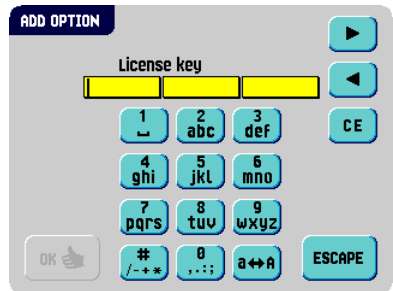 ADD OPTION
License key
1
2 abc
3 def
CE
4 ghi
5 jkl
6 mno
7 pqrs
8 tuv
9 wxyz
OK
# /-+*
0 ,.:;
a↔A
ESCAPE